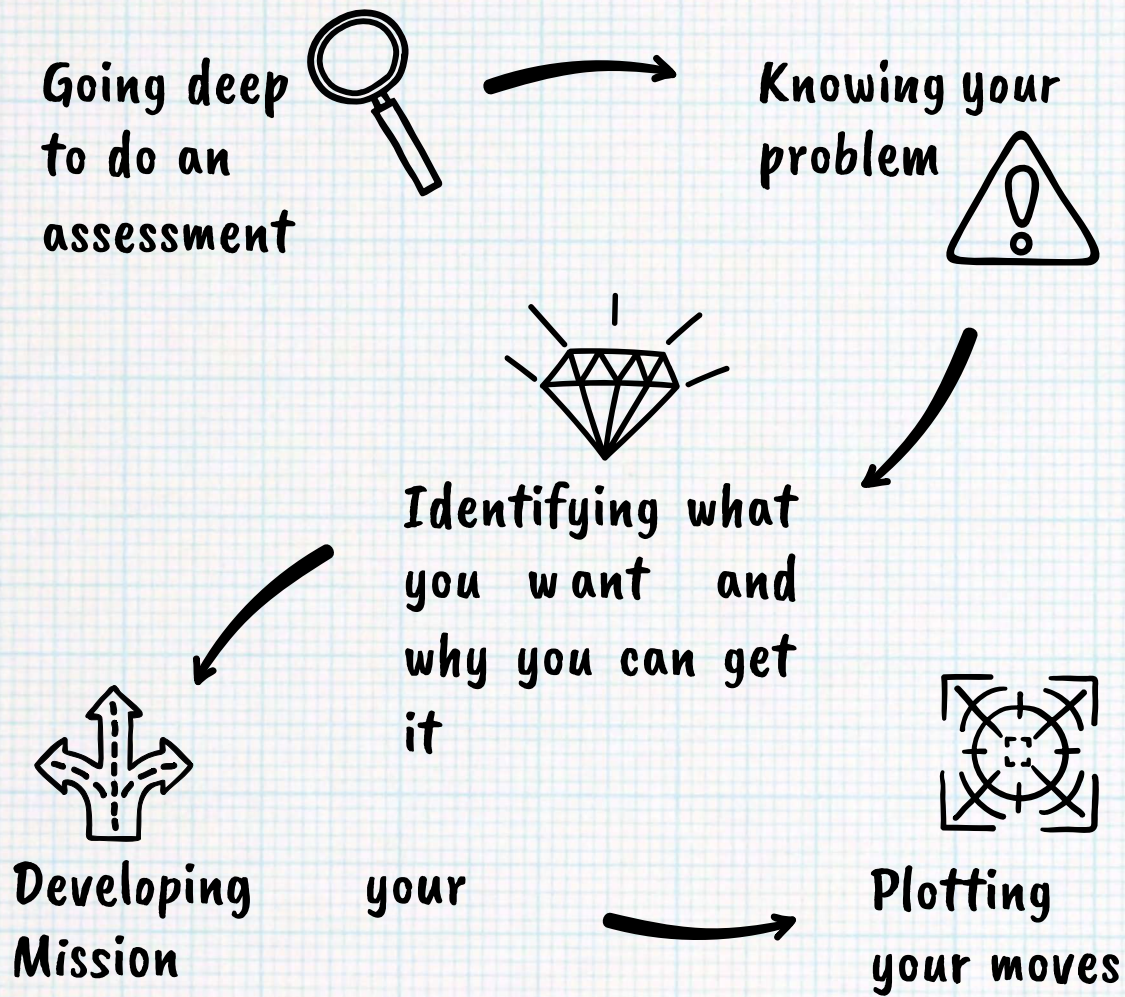 Going deep
to do an
assessment
Knowing your
problem
Identifying what
you want and
why you can get
it
Developing your
Mission
Plotting
your moves